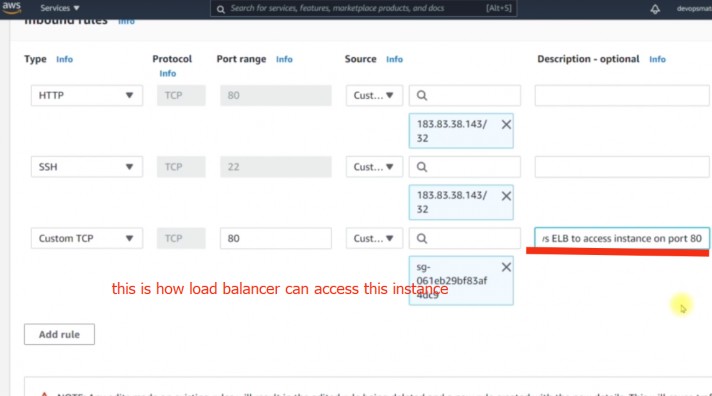 aws Services ▼ Search for services, features, marketplace products, and docs [Alt+S] devopsmat
Inbound rules Info
Type Info Protocol Info Port range Info Source Info Description - optional Info
HTTP TCP 80 Cust...
183.83.38.143/
32
SSH TCP 22 Cust...
183.83.38.143/
32
Custom TCP TCP 80 Cust... ELB to access instance on port 80
sg-
061eb29bf83af
4dc9
this is how load balancer can access this instance
Add rule